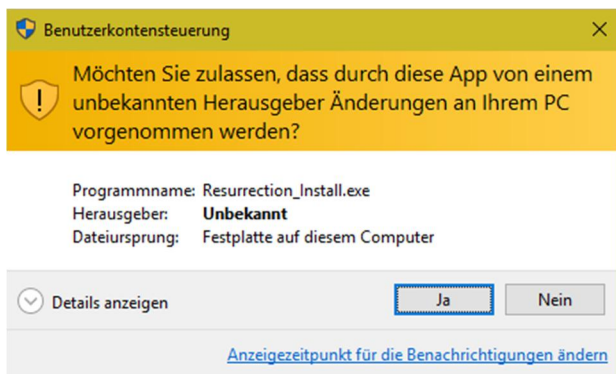 Benutzerkontensteuerung
Möchten Sie zulassen, dass durch diese App von einem
unbekannten Herausgeber Änderungen an Ihrem PC
vorgenommen werden?
Programmname: Resurrection_Install.exe
Herausgeber: Unbekannt
Dateiursprung: Festplatte auf diesem Computer
Details anzeigen
Ja
Nein
Anzeigezeitpunkt für die Benachrichtigungen ändern